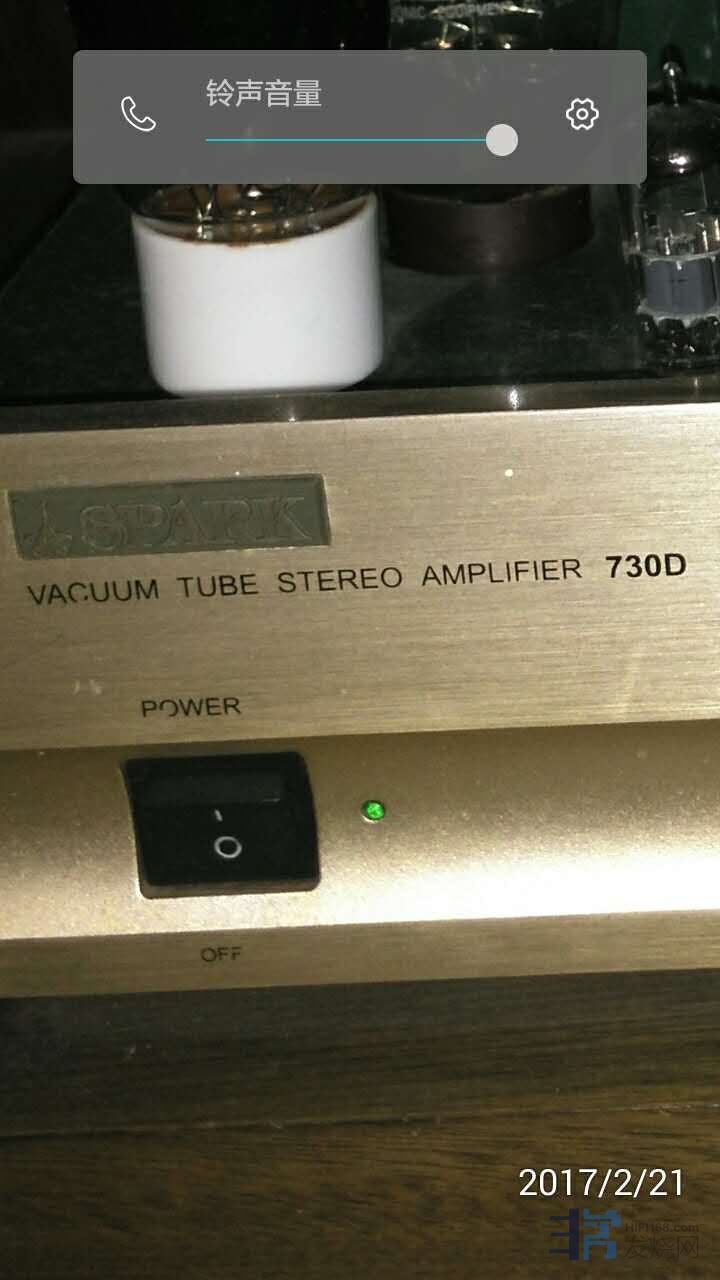 铃声音量
SPARK
VACUUM TUBE STEREO AMPLIFIER 730D
POWER
OFF
2017/2/21
HIFI168.com
发烧网